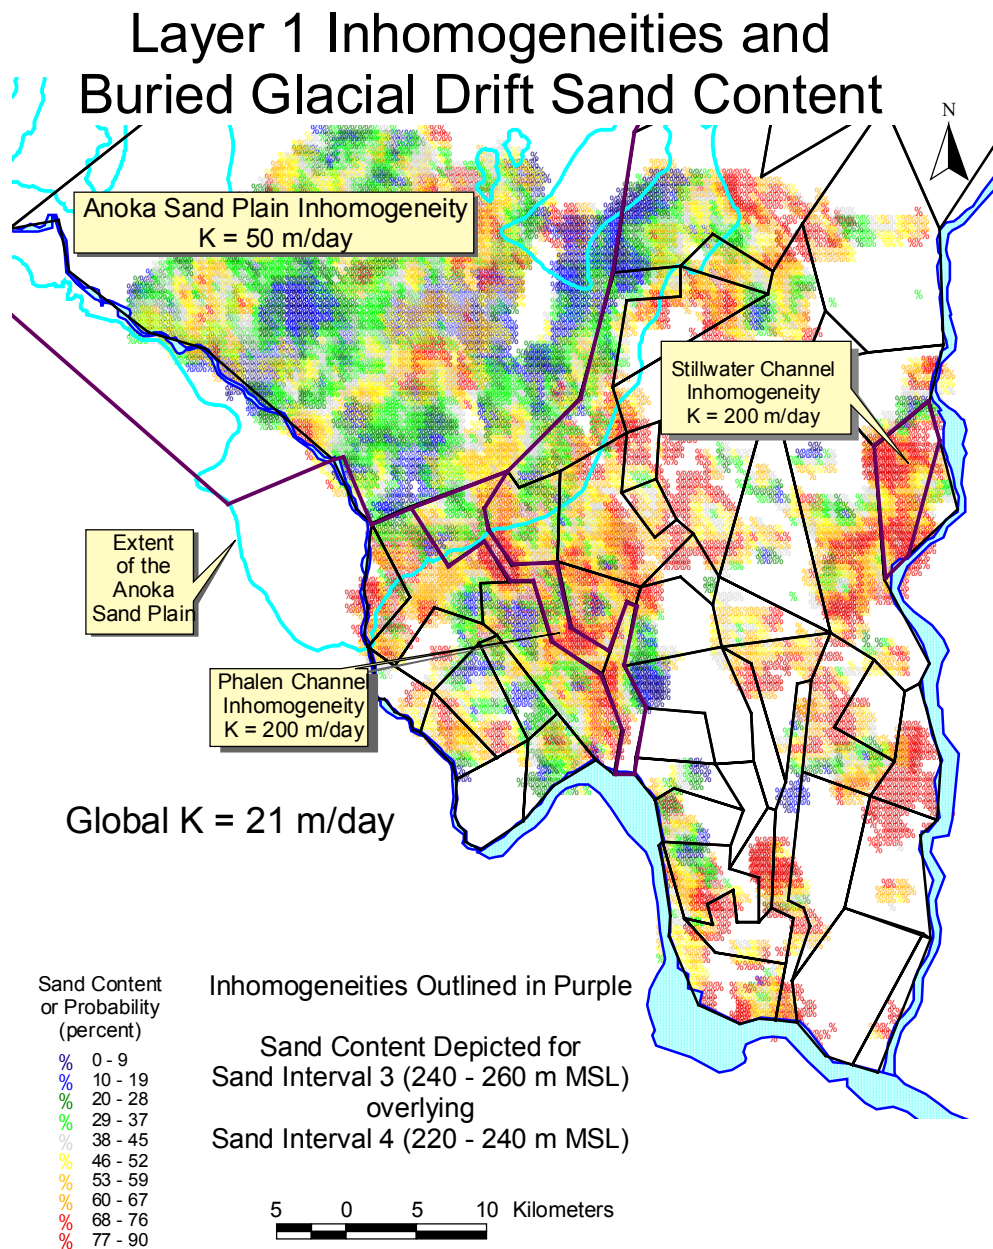 Layer 1 Inhomogeneities and
Buried Glacial Drift Sand Content
N
Anoka Sand Plain Inhomogeneity
K = 50 m/day
Stillwater Channel
Inhomogeneity
K = 200 m/day
Extent
of the
Anoka
Sand Plain
Phalen Channel
Inhomogeneity
K = 200 m/day
Global K = 21 m/day
Sand Content
or Probability
(percent)
% 0 - 9
% 10 - 19
% 20 - 28
% 29 - 37
% 38 - 45
% 46 - 52
% 53 - 59
% 60 - 67
% 68 - 76
% 77 - 90
Inhomogeneities Outlined in Purple
Sand Content Depicted for
Sand Interval 3 (240 - 260 m MSL)
overlying
Sand Interval 4 (220 - 240 m MSL)
5 0 5 10 Kilometers